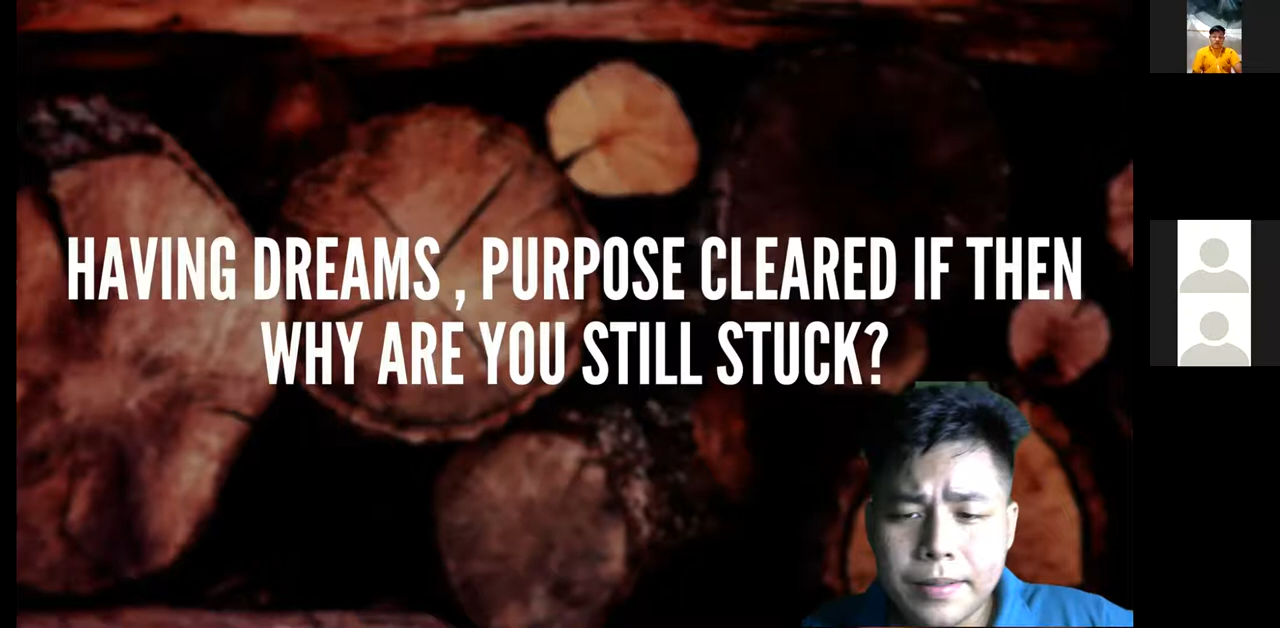 HAVING DREAMS , PURPOSE CLEARED IF THEN
WHY ARE YOU STILL STUCK?